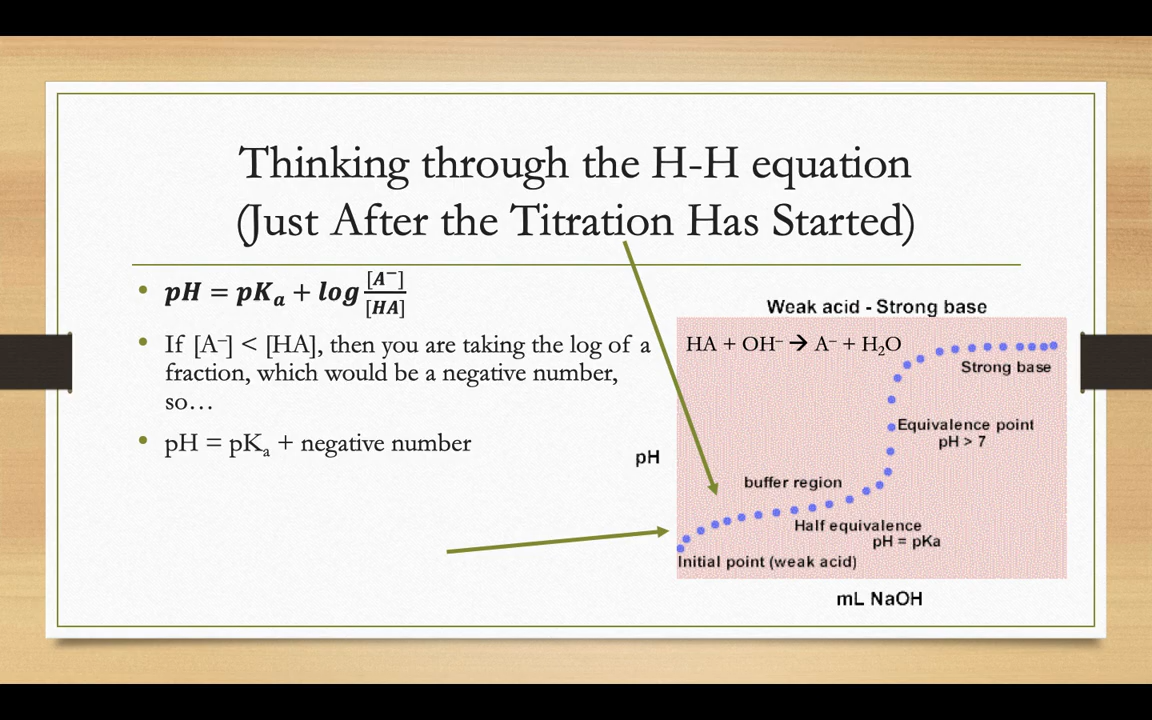 Thinking through the H-H equation
(Just After the Titration Has Started)
• pH = pKₐ + log [A⁻]/[HA]
• If [A⁻] < [HA], then you are taking the log of a
fraction, which would be a negative number,
so…
• pH = pKₐ + negative number
Weak acid - Strong base
HA + OH⁻ → A⁻ + H₂O
Strong base
Equivalence point
pH > 7
pH
buffer region
Half equivalence
pH = pKa
Initial point (weak acid)
mL NaOH